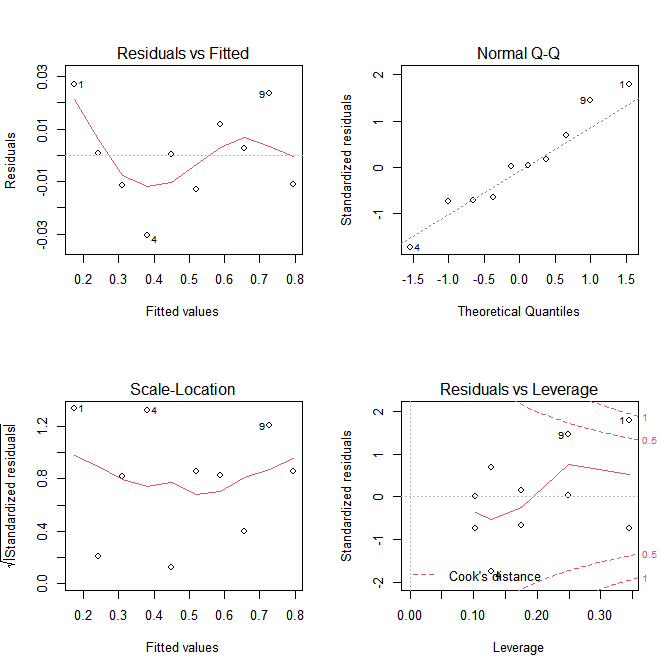 Residuals vs Fitted
Residuals
0.03
0.01
-0.01
-0.03
1
9
4
0.2 0.3 0.4 0.5 0.6 0.7 0.8
Fitted values
Normal Q-Q
Standardized residuals
2
1
0
-1
1
9
4
-1.5 -1.0 -0.5 0.0 0.5 1.0 1.5
Theoretical Quantiles
Scale-Location
√|Standardized residuals|
1.2
0.8
0.4
0.0
1
4
9
0.2 0.3 0.4 0.5 0.6 0.7 0.8
Fitted values
Residuals vs Leverage
Standardized residuals
2
1
0
-1
-2
1
9
4
1
0.5
0.5
1
Cook's distance
0.00 0.10 0.20 0.30
Leverage